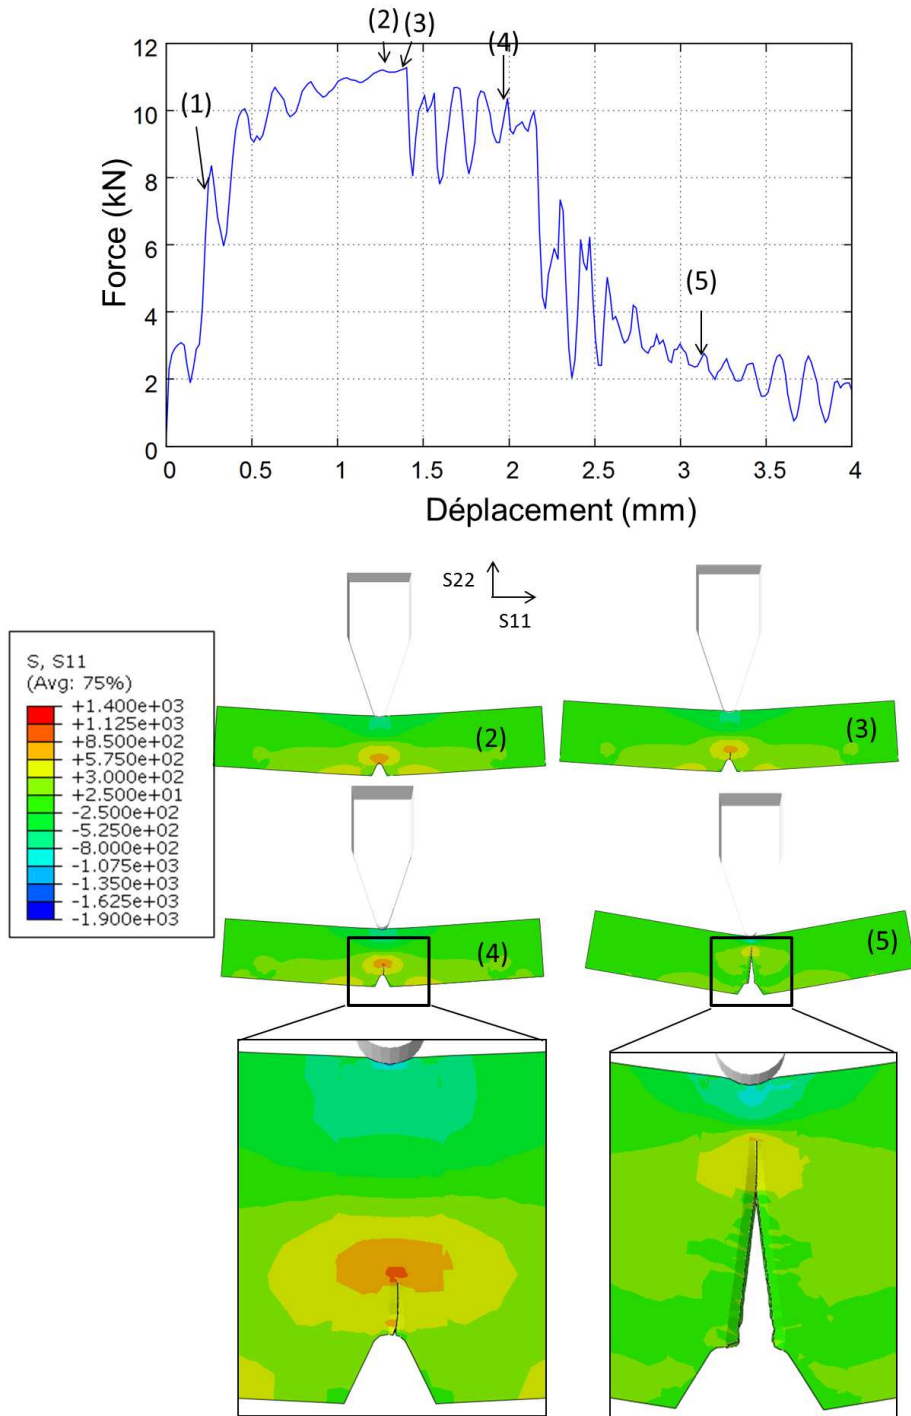 (2) (3)
(4)
(1)
(5)
12
10
8
6
4
2
0
Force (kN)
0 0.5 1 1.5 2 2.5 3 3.5 4
Déplacement (mm)
S22
S11
S, S11
(Avg: 75%)
+1.400e+03
+1.125e+03
+8.500e+02
+5.750e+02
+3.000e+02
+2.500e+01
-2.500e+02
-5.250e+02
-8.000e+02
-1.075e+03
-1.350e+03
-1.625e+03
-1.900e+03
(2)
(3)
(4)
(5)